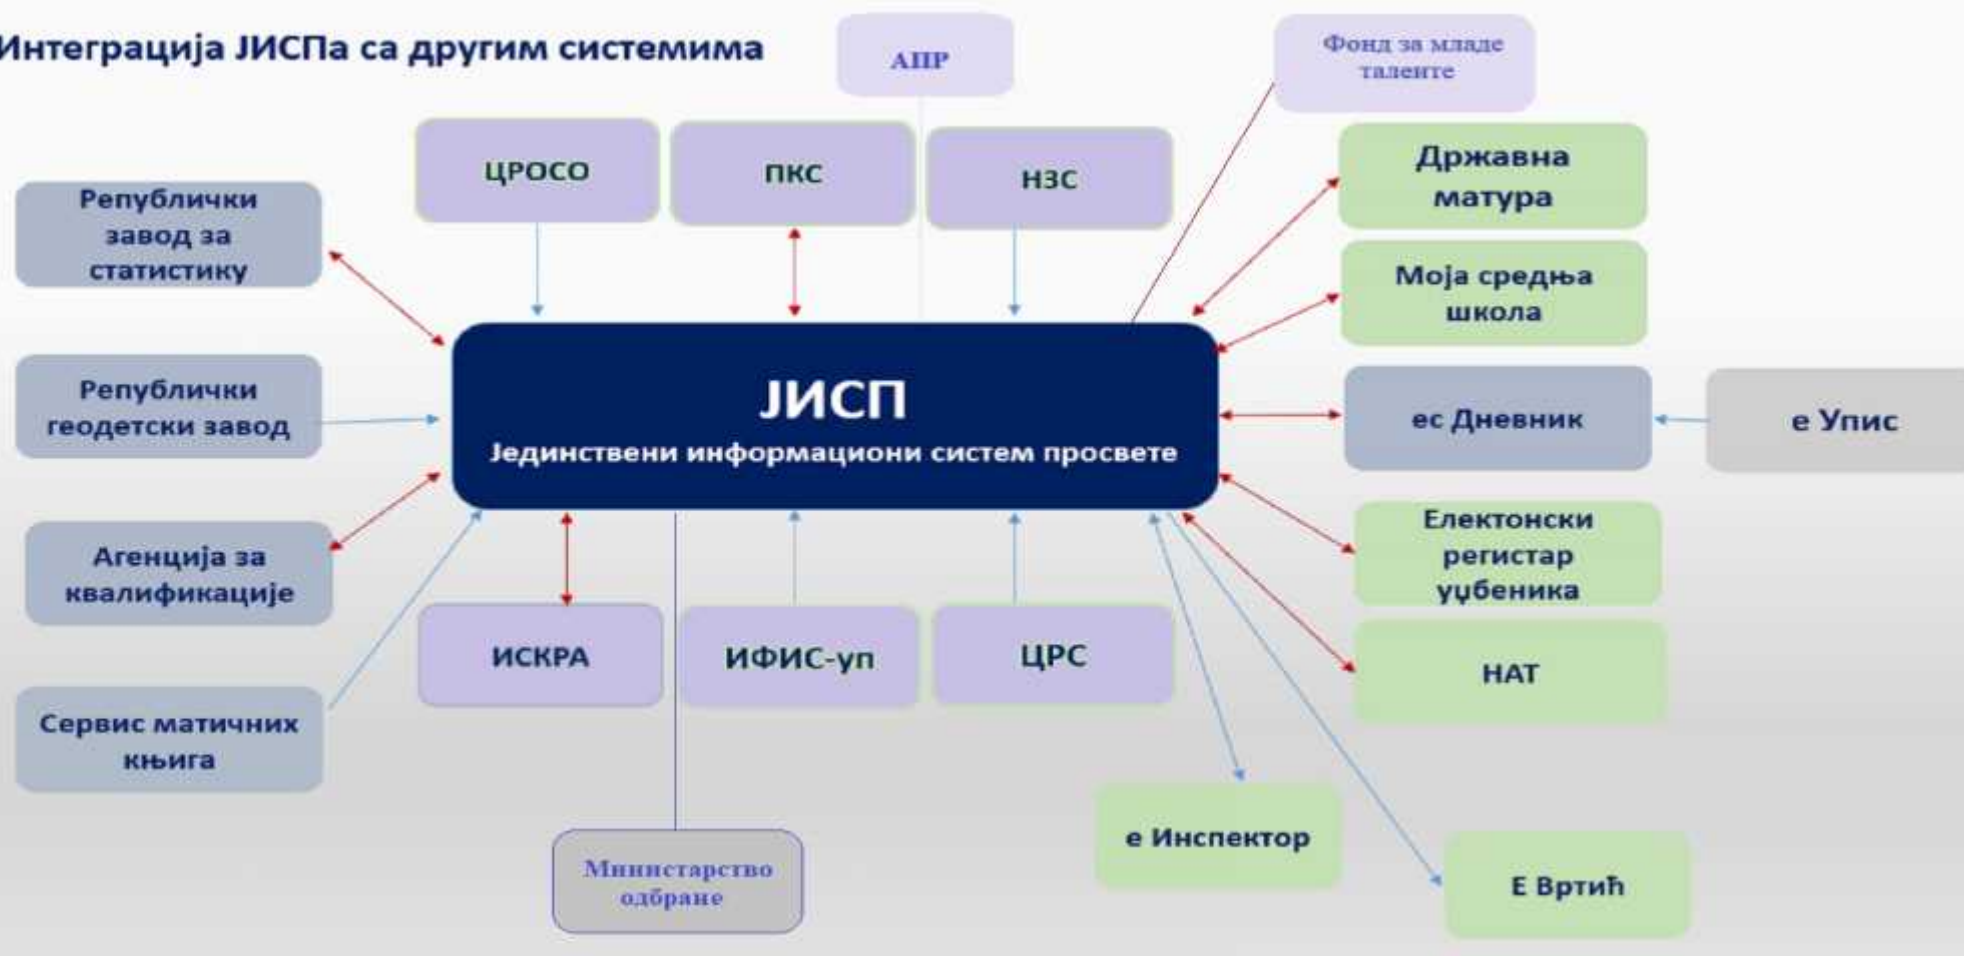 Интеграција ЈИСПа са другим системима
АПР
Фонд за младе
таленте
ЦРОСО
ПКС
НЗС
Државна
матура
Републички
завод за
статистику
Моја средња
школа
Републички
геодетски завод
ЈИСП
Јединствени информациони систем просвете
ес Дневник
е Упис
Агенција за
квалификације
Електонски
регистар
уџбеника
ИСКРА
ИФИС-уп
ЦРС
НАТ
Сервис матичних
књига
Министарство
одбране
е Инспектор
Е Вртић